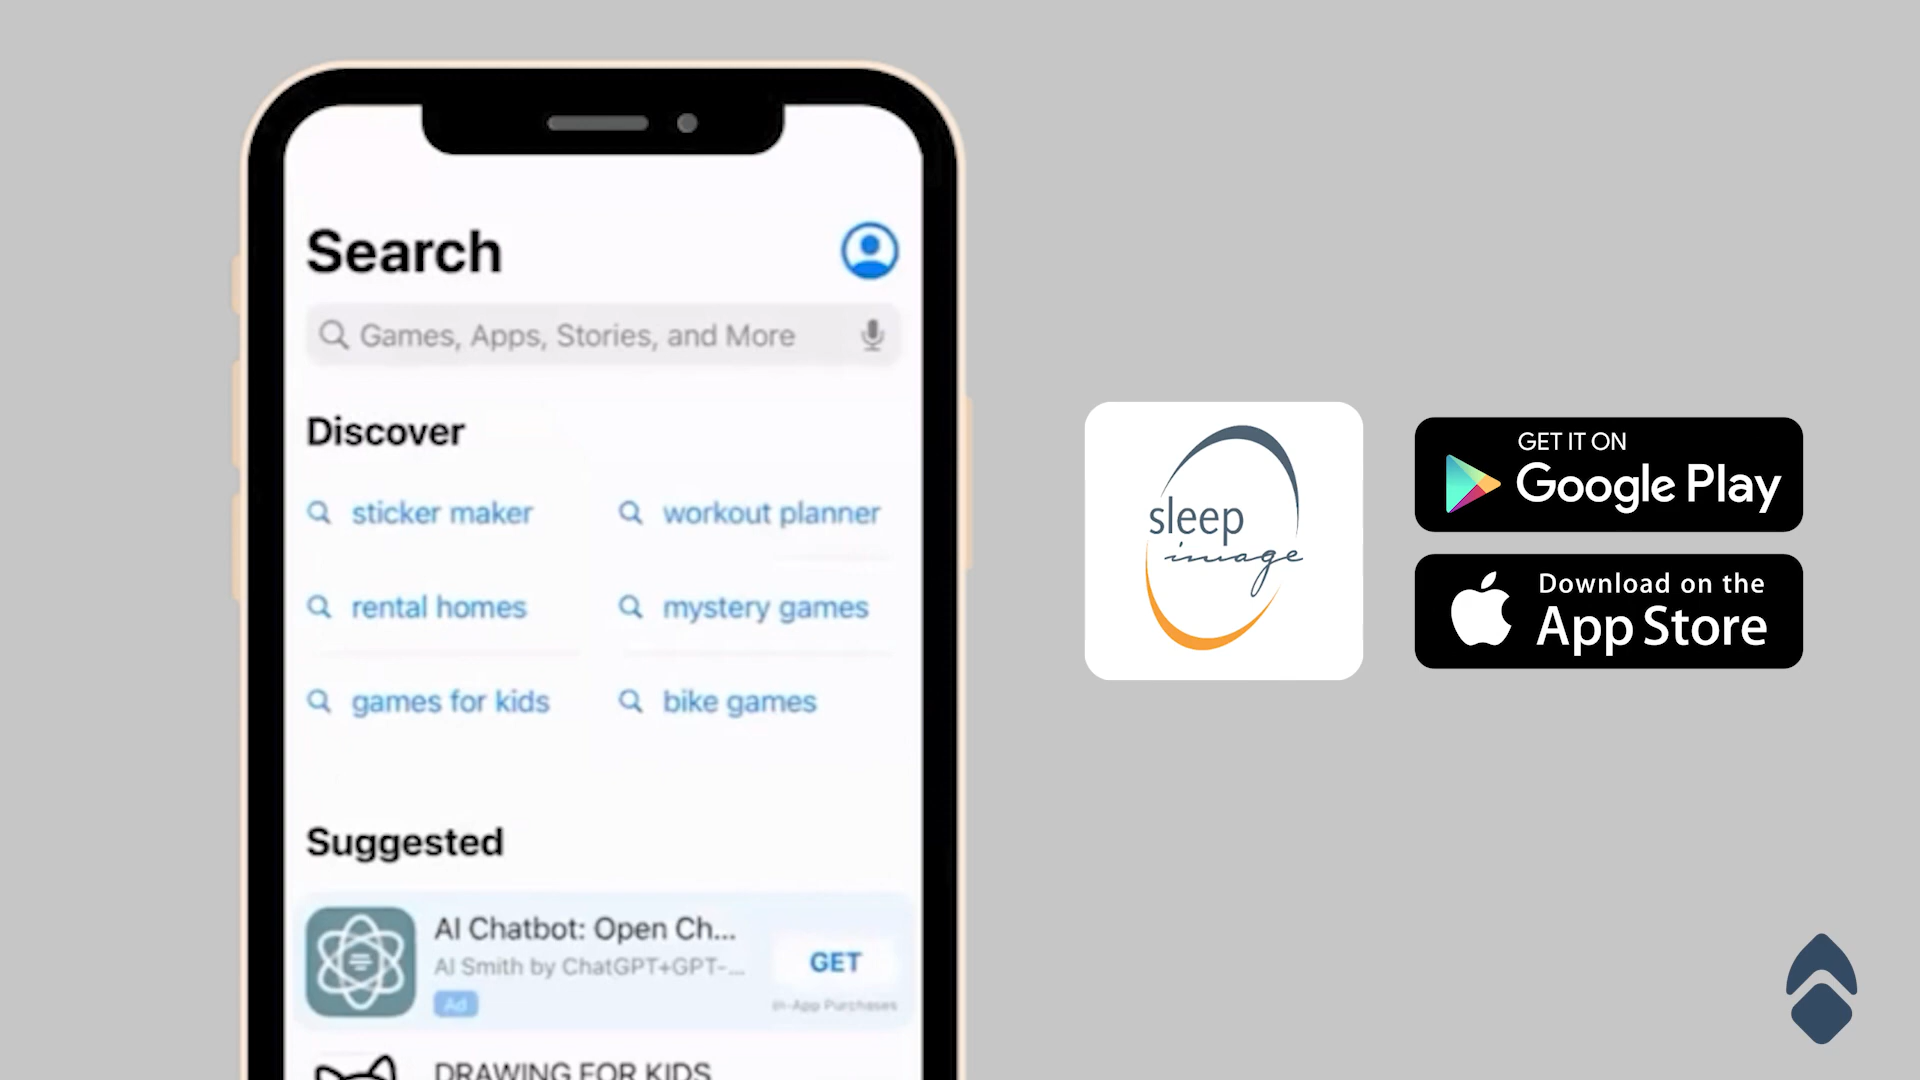 Search
Games, Apps, Stories, and More
Discover
sticker maker
workout planner
rental homes
mystery games
games for kids
bike games
Suggested
AI Chatbot: Open Ch...
AI Smith by ChatGPT+GPT-...
Ad
GET
In-App Purchases
DRAWING FOR KIDS
sleep
image
GET IT ON
Google Play
Download on the
App Store